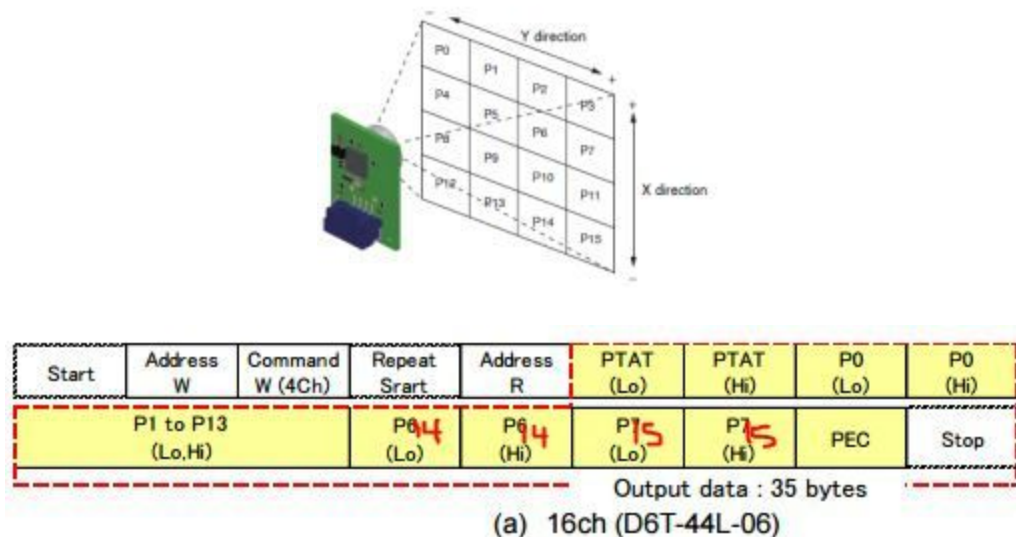 Y direction
P0 P1 P2 P3
P4 P5 P6 P7
P8 P9 P10 P11
P12 P13 P14 P15
X direction
Start Address W Command W (4Ch) Repeat Srart Address R PTAT (Lo) PTAT (Hi) P0 (Lo) P0 (Hi)
P1 to P13 (Lo,Hi) P6 14 (Lo) P6 14 (Hi) P7 15 (Lo) P7 15 (Hi) PEC Stop
Output data : 35 bytes
(a) 16ch (D6T-44L-06)